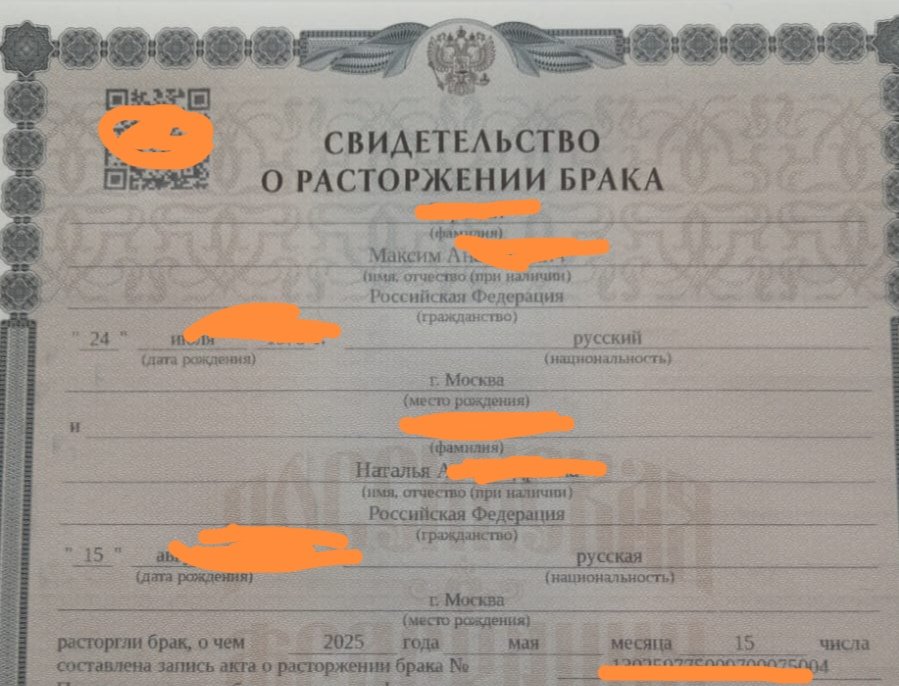 СВИДЕТЕЛЬСТВО
О РАСТОРЖЕНИИ БРАКА
(фамилия)
Максим
(имя, отчество (при наличии)
Российская Федерация
(гражданство)
" 24 " июля русский
(дата рождения) (национальность)
г. Москва
(место рождения)
и
(фамилия)
Наталья
(имя, отчество (при наличии)
Российская Федерация
(гражданство)
" 15 " русская
(дата рождения) (национальность)
г. Москва
(место рождения)
расторгли брак, о чем 2025 года мая месяца 15 числа
составлена запись акта о расторжении брака №